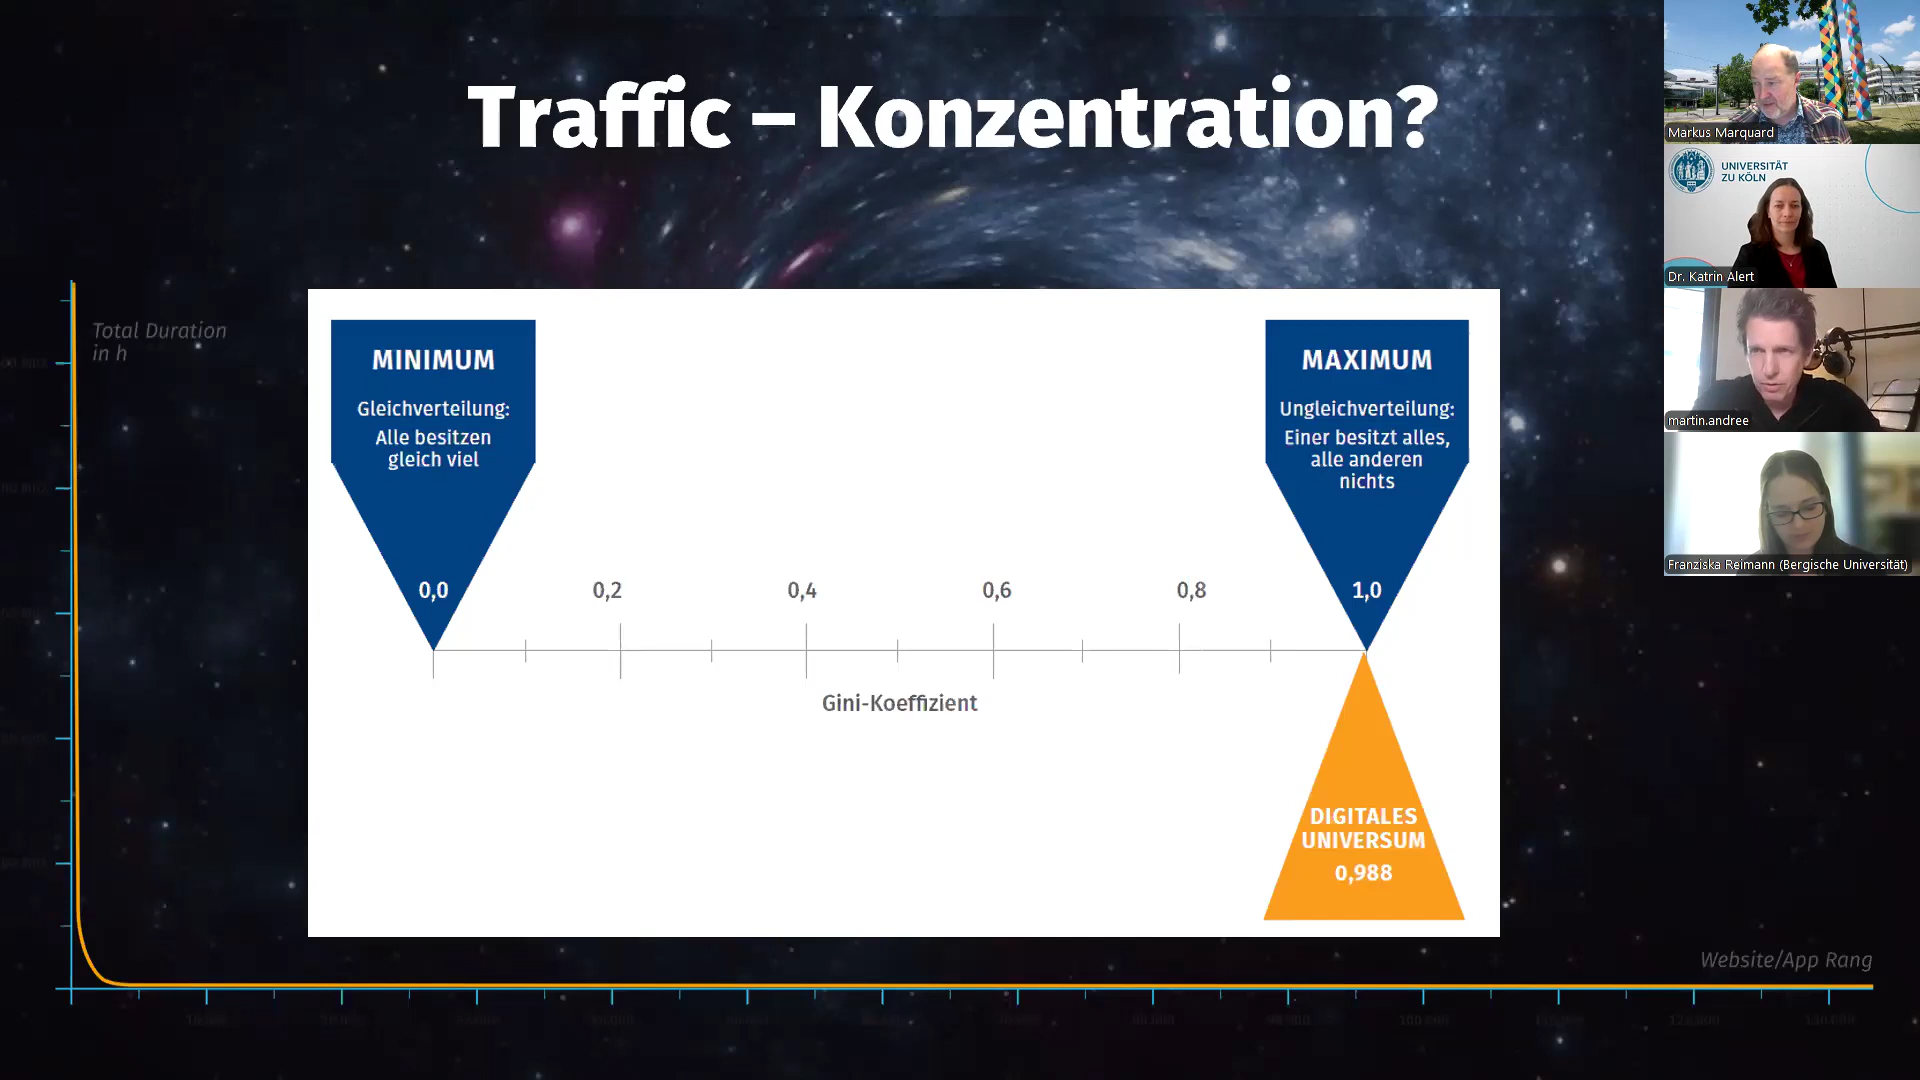 Traffic – Konzentration?
Total Duration
in h
MINIMUM
Gleichverteilung:
Alle besitzen
gleich viel
0,0
0,2
0,4
0,6
0,8
MAXIMUM
Ungleichverteilung:
Einer besitzt alles,
alle anderen
nichts
1,0
Gini-Koeffizient
DIGITALES
UNIVERSUM
0,988
Website/App Rang
Markus Marquard
UNIVERSITÄT
ZU KÖLN
Dr. Katrin Alert
martin.andree
Franziska Reimann (Bergische Universität)